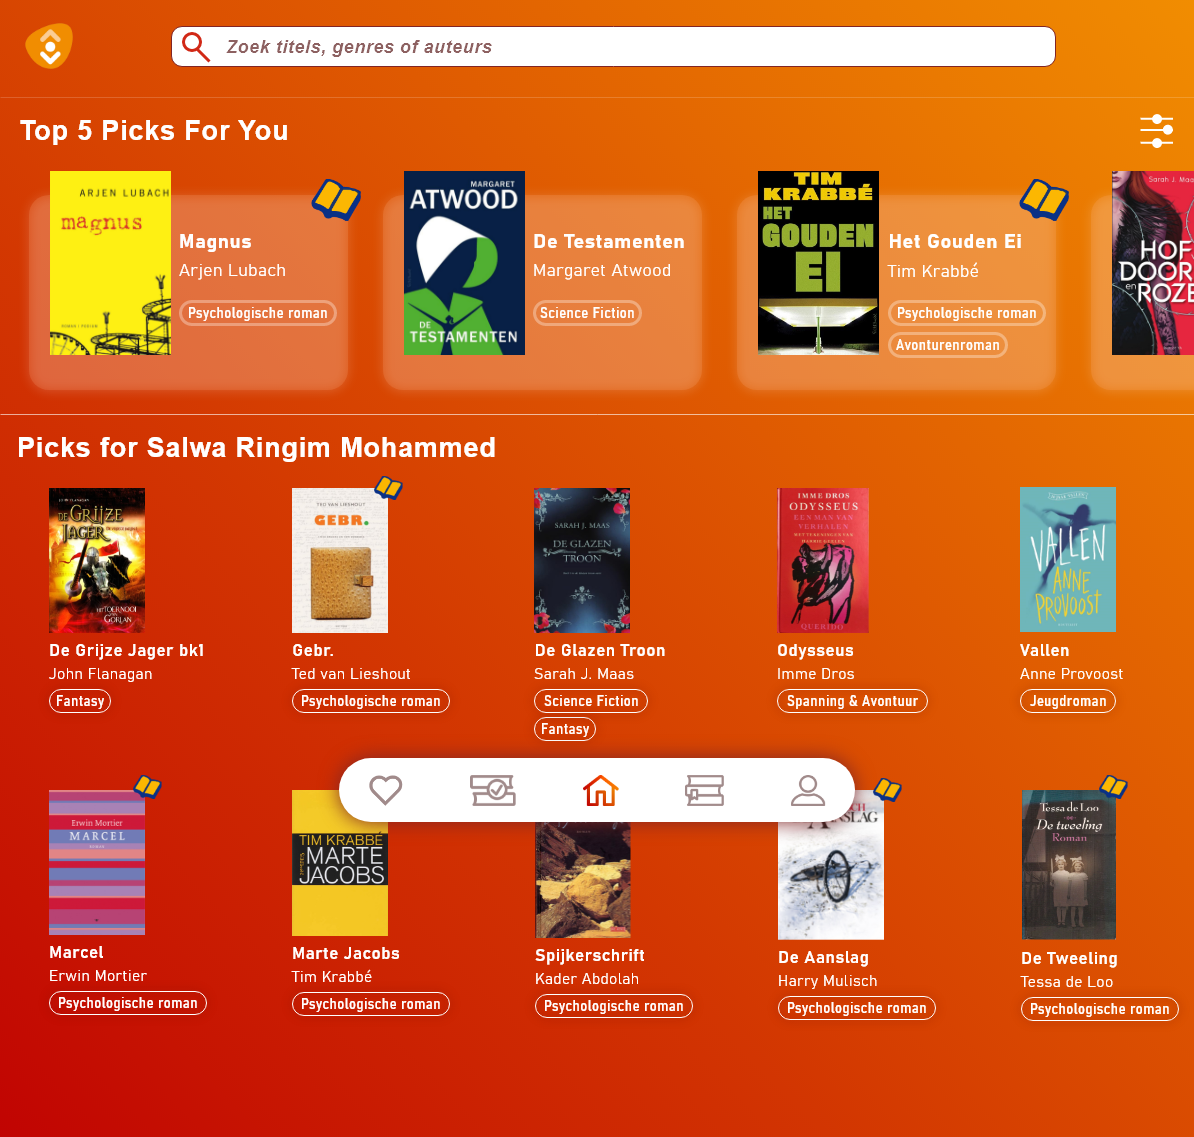 Zoek titels, genres of auteurs
Top 5 Picks For You
ARJEN LUBACH
magnus
Magnus
Arjen Lubach
Psychologische roman
MARGARET
ATWOOD
DE
TESTAMENTEN
De Testamenten
Margaret Atwood
Science Fiction
TIM
KRABBÉ
HET
GOUDEN
EI
Het Gouden Ei
Tim Krabbé
Psychologische roman
Avonturenroman
Sarah J. Maa
HOF
DOOR
en
ROZE
Picks for Salwa Ringim Mohammed
DE GRIJZE
JAGER
HET TOERNOOI
GORLAN
De Grijze Jager bk1
John Flanagan
Fantasy
TED VAN LIESHOUT
GEBR.
Gebr.
Ted van Lieshout
Psychologische roman
SARAH J. MAAS
DE GLAZEN
TROON
De Glazen Troon
Sarah J. Maas
Science Fiction
Fantasy
IMME DROS
ODYSSEUS
EEN MAN VAN
VERHALEN
QUERIDO
Odysseus
Imme Dros
Spanning & Avontuur
VALLEN
ANNE
PROVOOST
Vallen
Anne Provoost
Jeugdroman
Erwin Mortier
MARCEL
Marcel
Erwin Mortier
Psychologische roman
TIM KRABBÉ
MARTE
JACOBS
Marte Jacobs
Tim Krabbé
Psychologische roman
Spijkerschrift
Kader Abdolah
Psychologische roman
De Aanslag
Harry Mulisch
Psychologische roman
Tessa de Loo
De tweeling
Roman
De Tweeling
Tessa de Loo
Psychologische roman